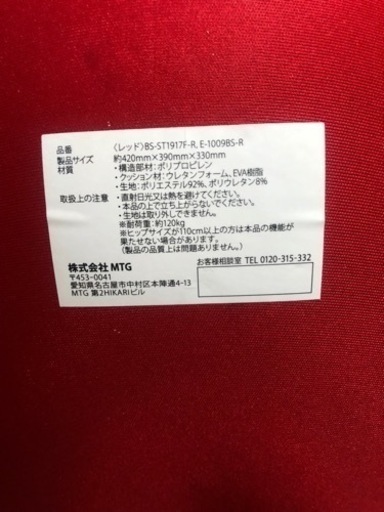 品番 〈レッド〉BS-ST1917F-R, E-1009BS-R
製品サイズ 約420mm×390mm×330mm
材質 ・構造部材：ポリプロピレン
・クッション材：ウレタンフォーム、EVA樹脂
・生地：ポリエステル92%、ポリウレタン8%
取扱上の注意 ・直射日光又は熱を避けてください。
・本品の上で立ち上がらないでください。
・生地は取り外しできません。
※耐荷重：約120kg
※ヒップサイズが110cm以上の方は本品の機能が
果たせない場合があります。
（製品の品質上は問題ありません。）
株式会社 MTG
〒453-0041
愛知県名古屋市中村区本陣通4-13
MTG 第2HIKARIビル
お客様相談室 TEL 0120-315-332